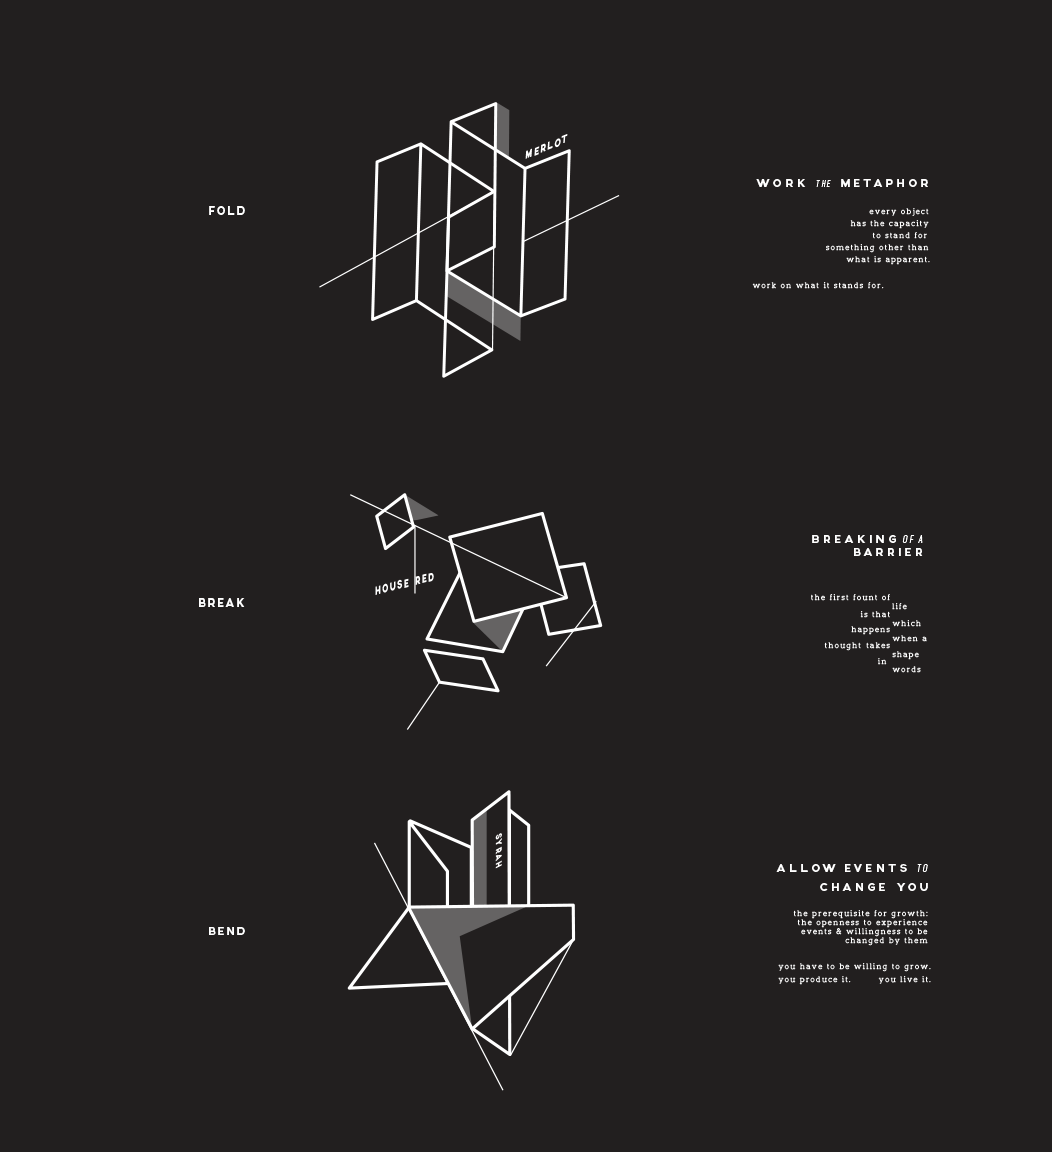 FOLD
MERLOT
WORK THE METAPHOR
every object
has the capacity
to stand for
something other than
what is apparent.
work on what it stands for.
BREAK
HOUSE RED
BREAKING OF A
BARRIER
the first fount of
life
is that
which
happens
when a
thought takes
shape
in
words
BEND
SYRAH
ALLOW EVENTS TO
CHANGE YOU
the prerequisite for growth:
the openness to experience
events & willingness to be
changed by them
you have to be willing to grow.
you produce it. you live it.